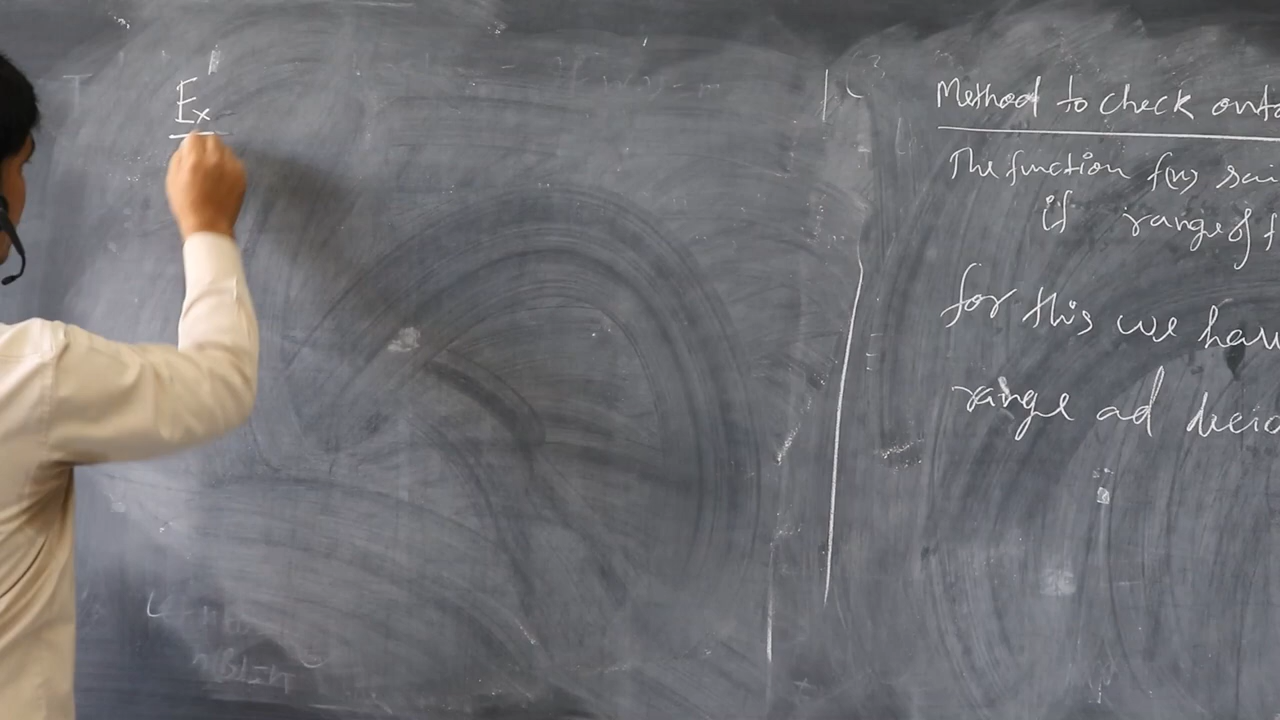 Ex
Method to check onto
The function f(x) sai
if range of f
for this we have
range ad decid